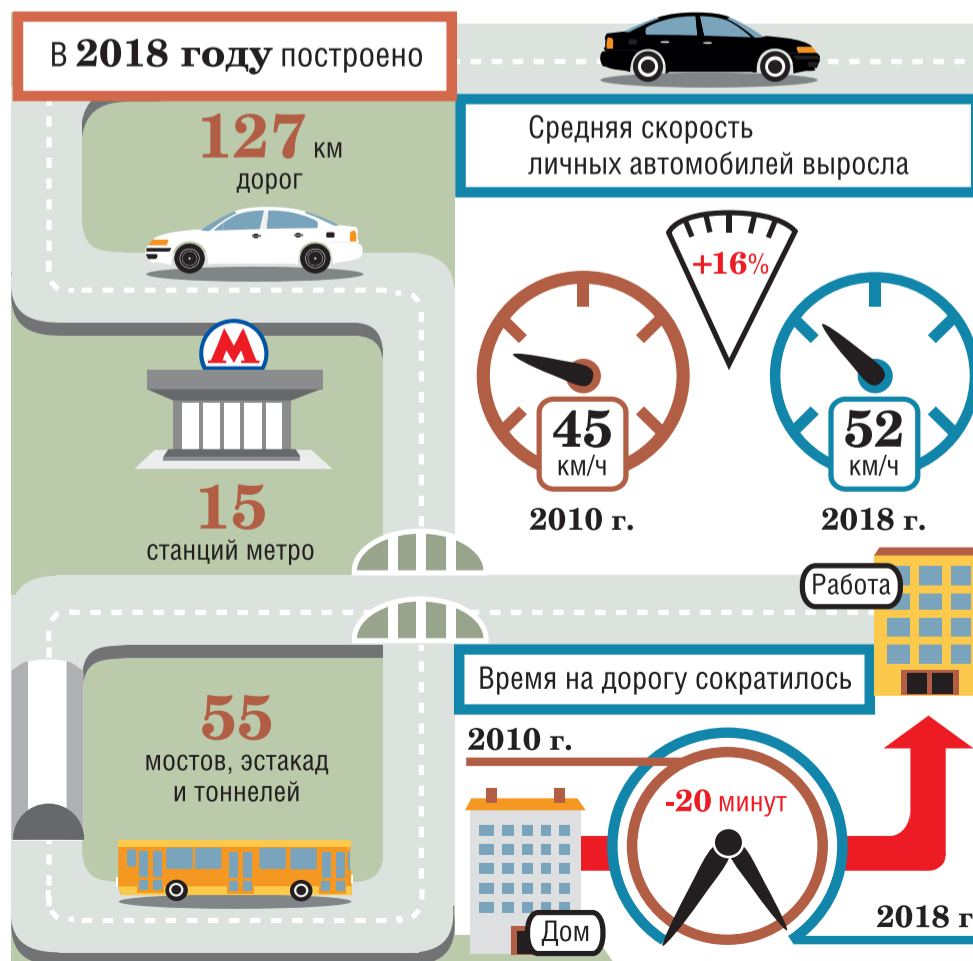 В 2018 году построено
127 км
дорог
М
15
станций метро
55
мостов, эстакад
и тоннелей
Средняя скорость
личных автомобилей выросла
+16%
45
км/ч
2010 г.
52
км/ч
2018 г.
Работа
Время на дорогу сократилось
2010 г.
-20 минут
Дом
2018 г